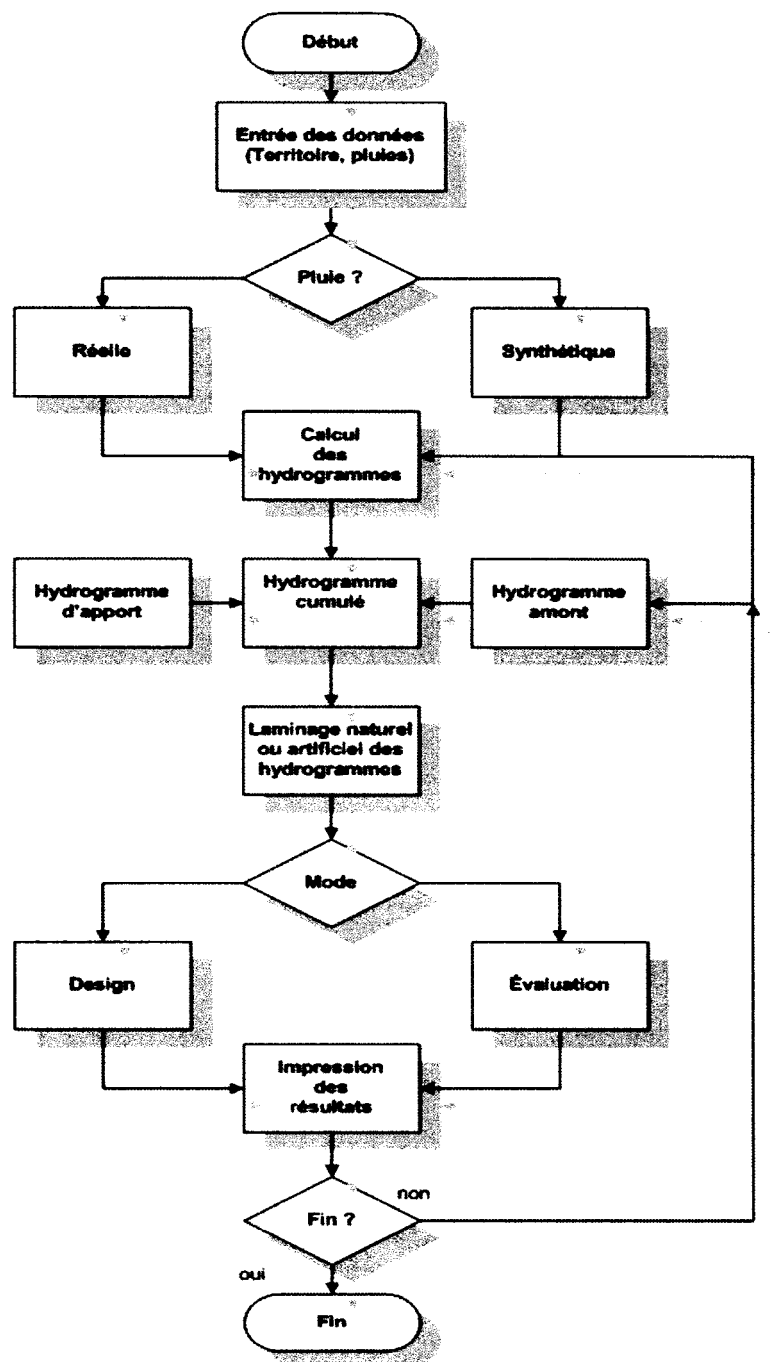 Début
Entrée des données
(Territoire, pluies)
Pluie ?
Réelle
Synthétique
Calcul
des
hydrogrammes
Hydrogramme
d'apport
Hydrogramme
cumulé
Hydrogramme
amont
Laminage naturel
ou artificiel des
hydrogrammes
Mode
Design
Évaluation
Impression
des
résultats
non
Fin ?
oui
Fin